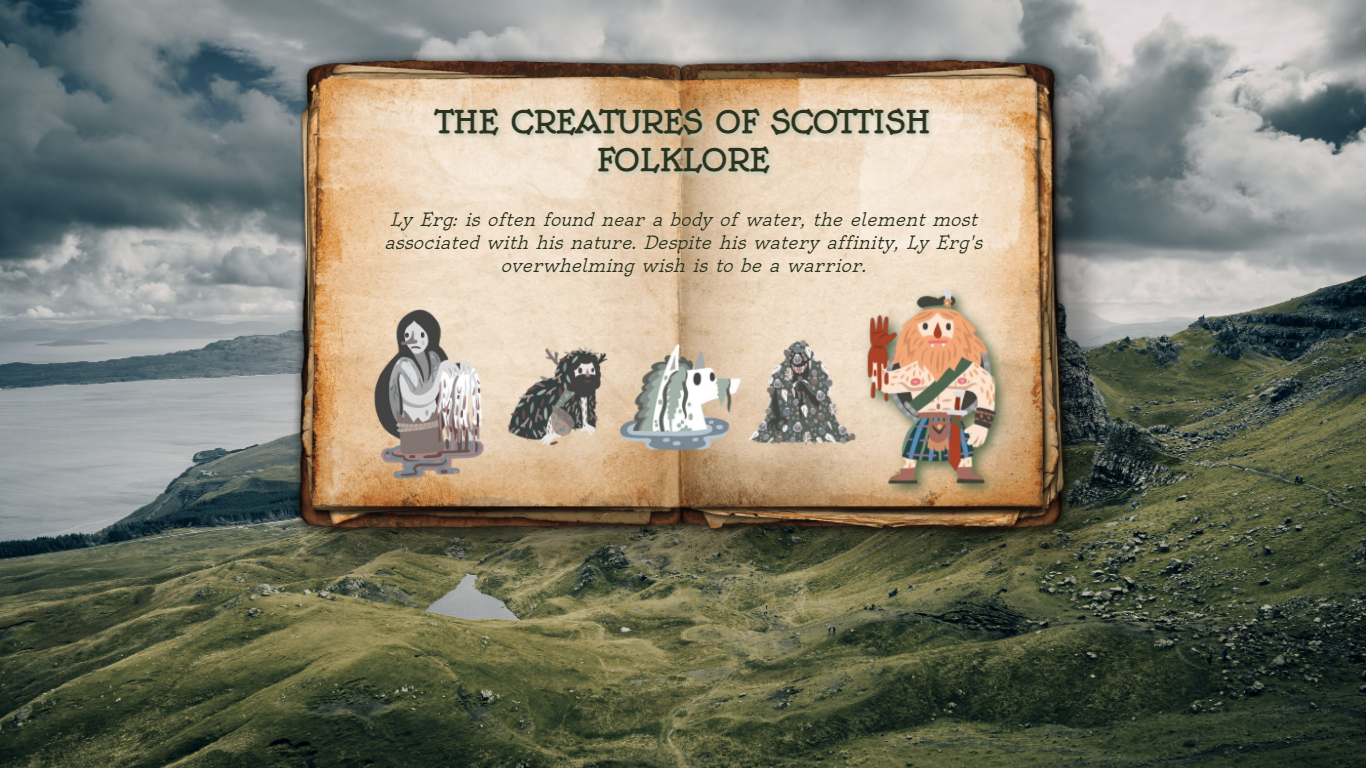 THE CREATURES OF SCOTTISH
FOLKLORE
Ly Erg: is often found near a body of water, the element most
associated with his nature. Despite his watery affinity, Ly Erg's
overwhelming wish is to be a warrior.